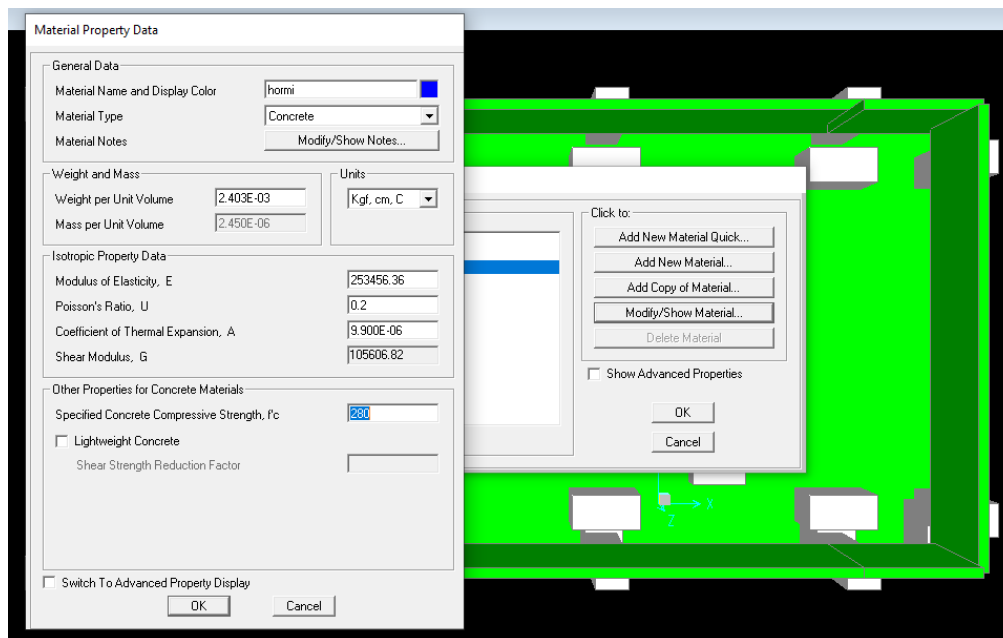 Material Property Data
General Data
Material Name and Display Color hormi
Material Type Concrete
Material Notes Modify/Show Notes...
Weight and Mass Units
Weight per Unit Volume 2.403E-03 Kgf, cm, C
Mass per Unit Volume 2.450E-06
Isotropic Property Data
Modulus of Elasticity, E 253456.36
Poisson's Ratio, U 0.2
Coefficient of Thermal Expansion, A 9.900E-06
Shear Modulus, G 105606.82
Other Properties for Concrete Materials
Specified Concrete Compressive Strength, f'c 280
Lightweight Concrete
Shear Strength Reduction Factor
Switch To Advanced Property Display
OK Cancel
Click to:
Add New Material Quick...
Add New Material...
Add Copy of Material...
Modify/Show Material...
Delete Material
Show Advanced Properties
OK
Cancel
X
Z